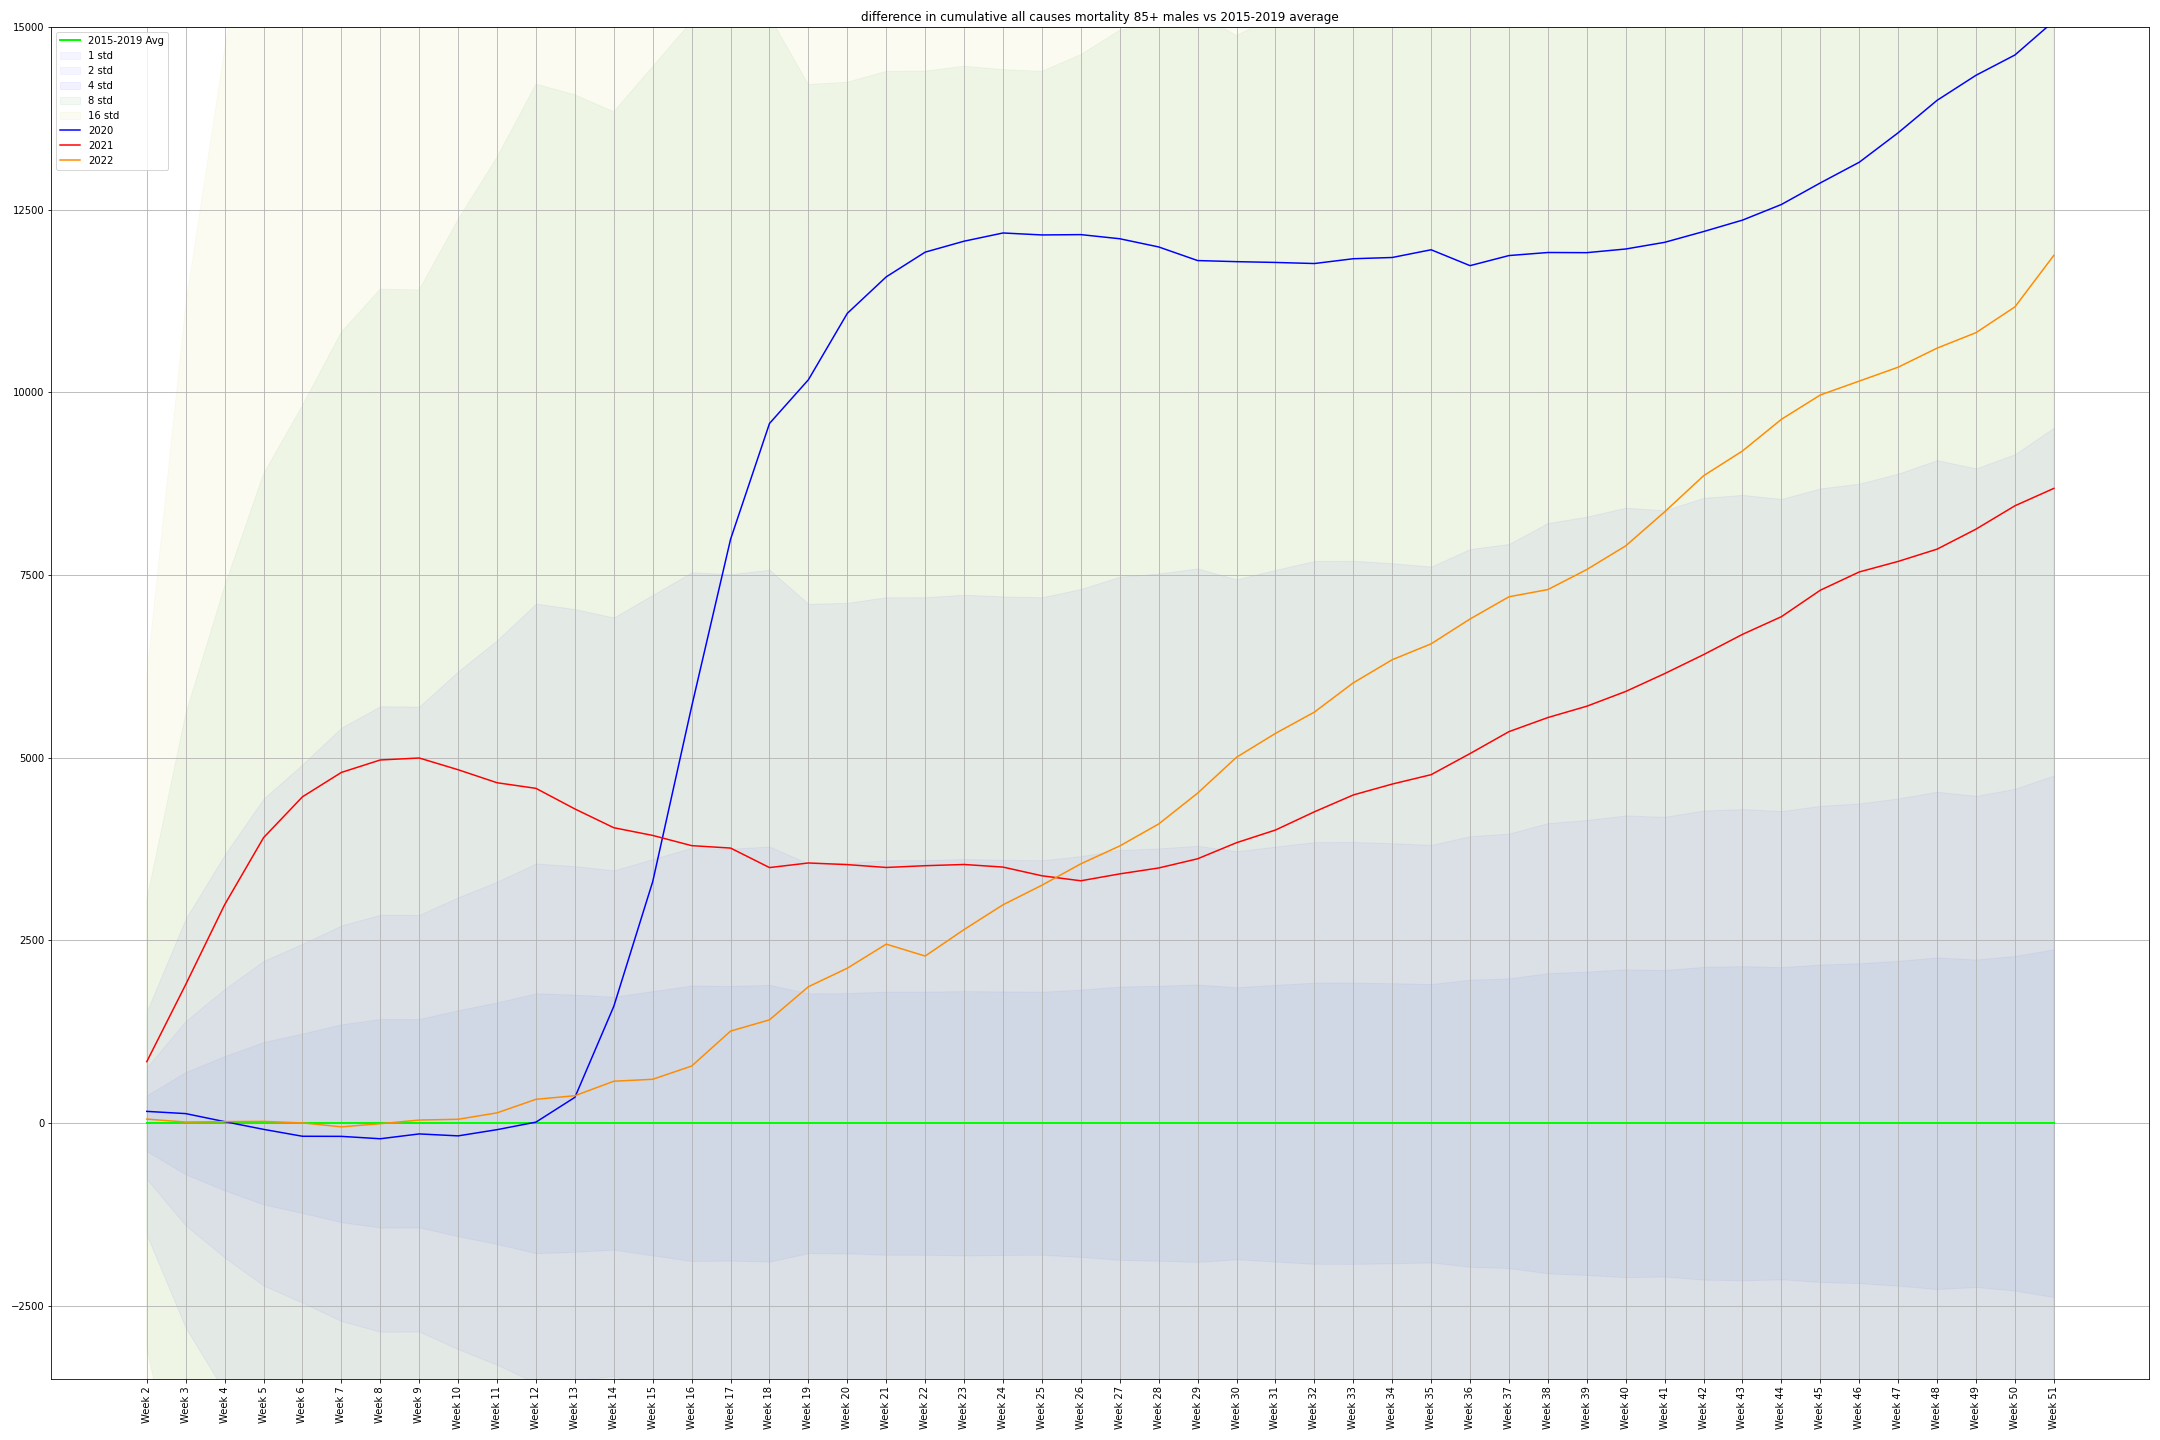 difference in cumulative all causes mortality 85+ males vs 2015-2019 average
15000
12500
10000
7500
5000
2500
0
−2500
2015-2019 Avg
1 std
2 std
4 std
8 std
16 std
2020
2021
2022
Week 2
Week 3
Week 4
Week 5
Week 6
Week 7
Week 8
Week 9
Week 10
Week 11
Week 12
Week 13
Week 14
Week 15
Week 16
Week 17
Week 18
Week 19
Week 20
Week 21
Week 22
Week 23
Week 24
Week 25
Week 26
Week 27
Week 28
Week 29
Week 30
Week 31
Week 32
Week 33
Week 34
Week 35
Week 36
Week 37
Week 38
Week 39
Week 40
Week 41
Week 42
Week 43
Week 44
Week 45
Week 46
Week 47
Week 48
Week 49
Week 50
Week 51